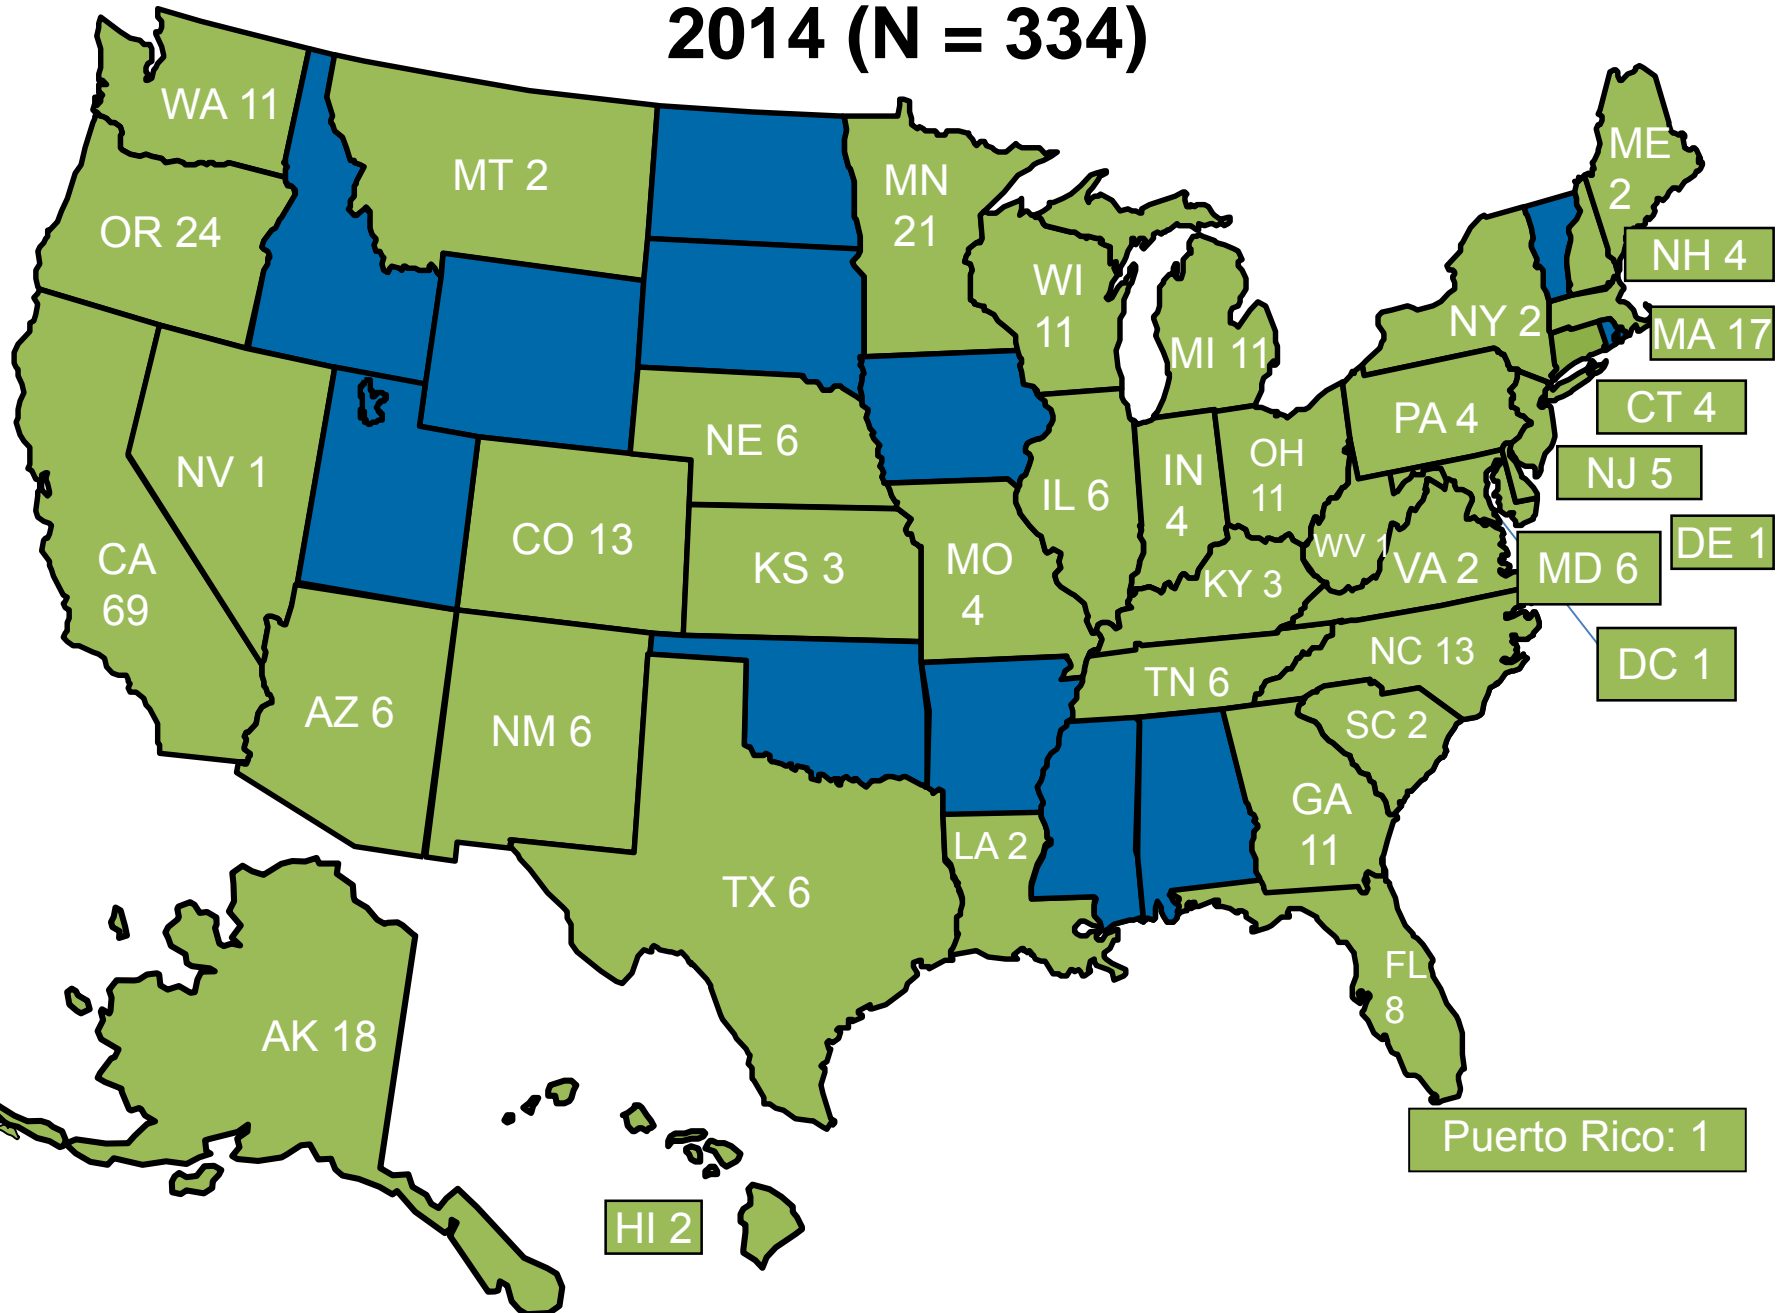 2014 (N = 334)
WA 11
MT 2
OR 24
MN
21
WI
11
MI 11
ME
2
NH 4
NY 2
MA 17
CT 4
PA 4
NJ 5
NV 1
NE 6
IL 6
IN
4
OH
11
CA
69
CO 13
KS 3
MO
4
KY 3
WV 1
VA 2
MD 6
DE 1
DC 1
AZ 6
NM 6
TN 6
NC 13
SC 2
GA
11
LA 2
TX 6
FL
8
AK 18
HI 2
Puerto Rico: 1